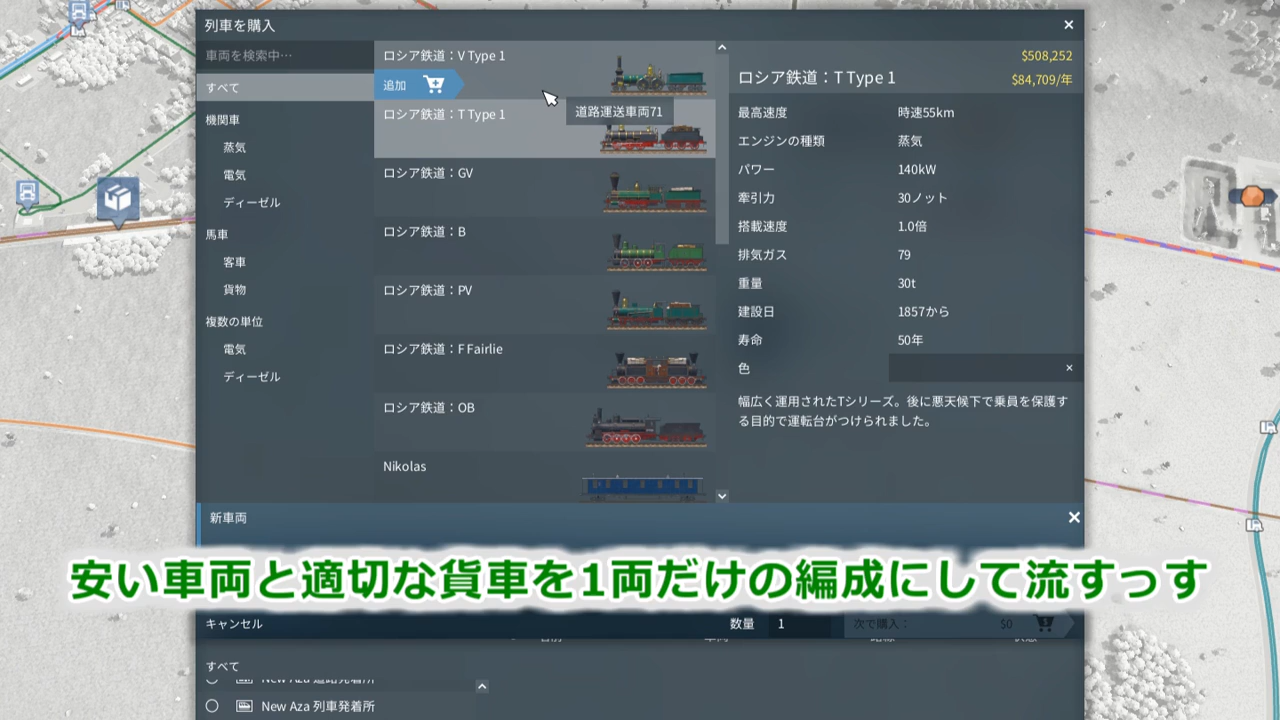 列車を購入
車両を検索中…
すべて
機関車
蒸気
電気
ディーゼル
馬車
客車
貨物
複数の単位
電気
ディーゼル
ロシア鉄道：V Type 1
追加
道路運送車両71
ロシア鉄道：T Type 1
ロシア鉄道：GV
ロシア鉄道：B
ロシア鉄道：PV
ロシア鉄道：F Fairlie
ロシア鉄道：OB
Nikolas
$508,252
ロシア鉄道：T Type 1
$84,709/年
最高速度 時速55km
エンジンの種類 蒸気
パワー 140kW
牽引力 30ノット
搭載速度 1.0倍
排気ガス 79
重量 30t
建設日 1857から
寿命 50年
色
幅広く運用されたTシリーズ。後に悪天候下で乗員を保護す
る目的で運転台がつけられました。
新車両
安い車両と適切な貨車を1両だけの編成にして流すっす
キャンセル 数量 1 次で購入： $0
すべて
New Aza 道路発着所
New Aza 列車発着所